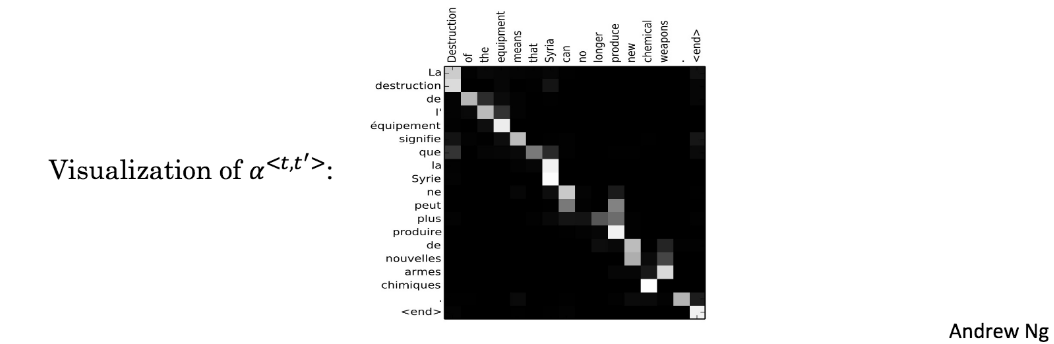 Destruction
of
the
equipment
means
that
Syria
can
no
longer
produce
new
chemical
weapons
.
<end>
La
destruction
de
l'
équipement
signifie
que
la
Syrie
ne
peut
plus
produire
de
nouvelles
armes
chimiques
.
<end>
Visualization of α<t,t′>:
Andrew Ng